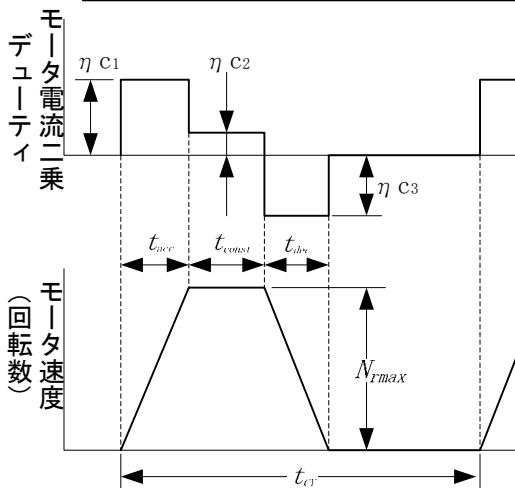 モータ電流二乗
デューティ
η C1
η C2
η C3
tacc
tconst
tdec
モータ速度
(回転数)
Nrmax
tcy